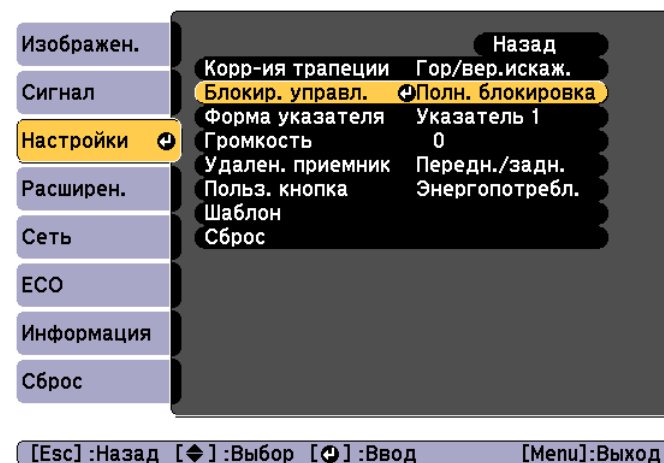 Изображен.
Сигнал
Настройки
Расширен.
Сеть
ECO
Информация
Сброс
Назад
Корр-ия трапеции Гор/вер.искаж.
Блокир. управл. Полн. блокировка
Форма указателя Указатель 1
Громкость 0
Удален. приемник Передн./задн.
Польз. кнопка Энергопотребл.
Шаблон
Сброс
[Esc] :Назад [◆] :Выбор [⏎] :Ввод [Menu]:Выход